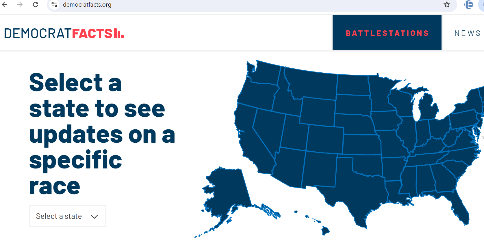 democratfacts.org
DEMOCRATFACTS
BATTLESTATIONS
NEWS
Select a
state to see
updates on a
specific
race
Select a state